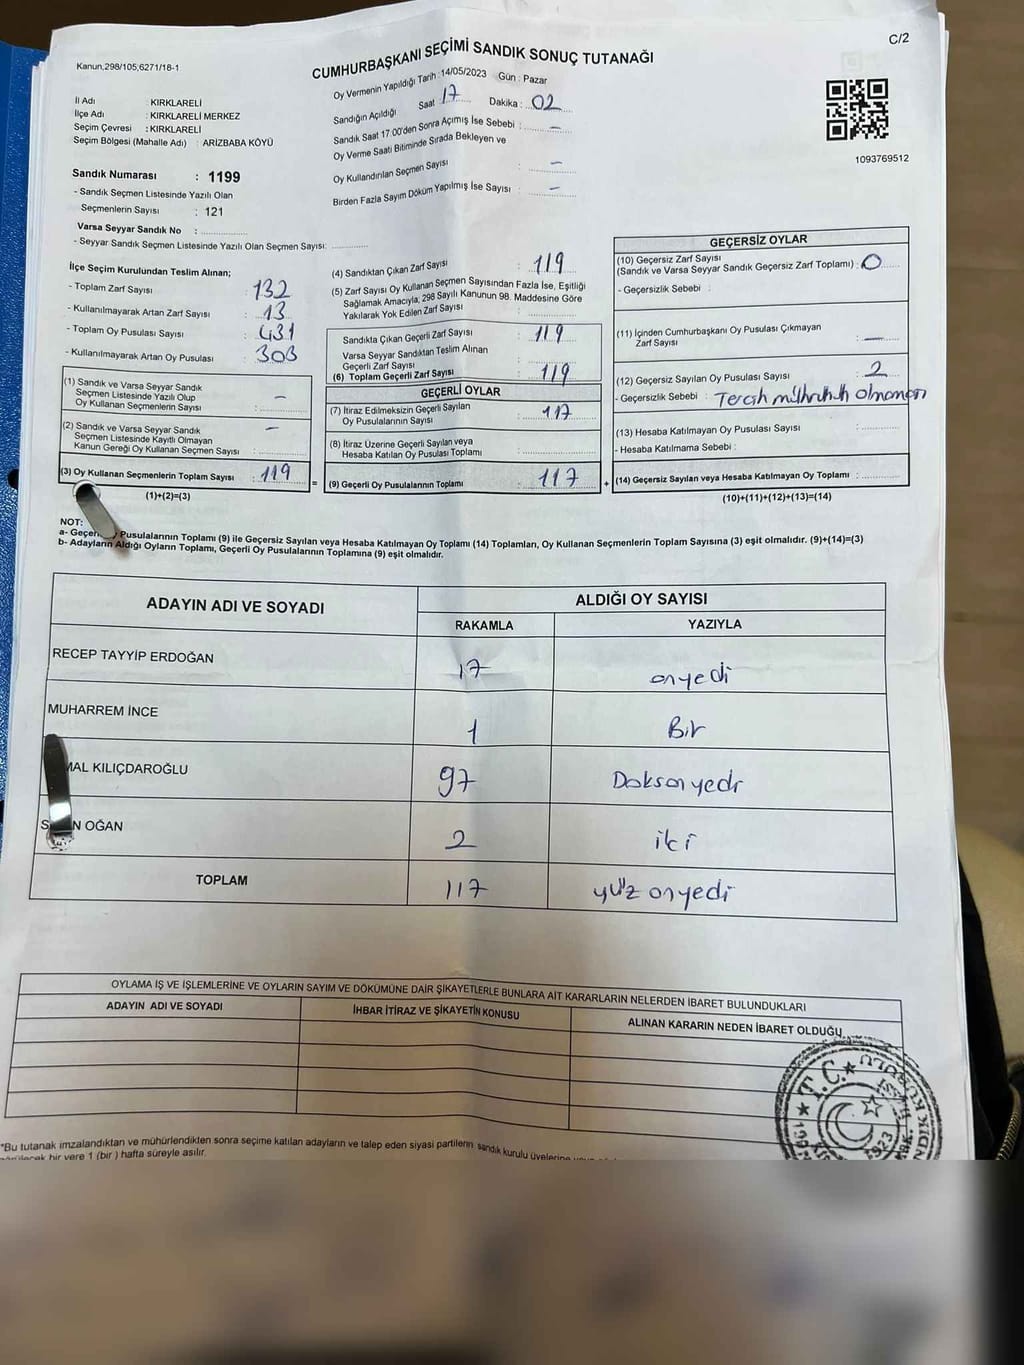 C/2
Kanun,298/105;6271/18-1
CUMHURBAŞKANI SEÇİMİ SANDIK SONUÇ TUTANAĞI
İl Adı : KIRKLARELİ
İlçe Adı : KIRKLARELİ MERKEZ
Seçim Çevresi : KIRKLARELİ
Seçim Bölgesi (Mahalle Adı) : ARIZBABA KÖYÜ
Sandık Numarası : 1199
- Sandık Seçmen Listesinde Yazılı Olan
Seçmenlerin Sayısı : 121
Varsa Seyyar Sandık No :
- Seyyar Sandık Seçmen Listesinde Yazılı Olan Seçmen Sayısı:
Oy Vermenin Yapıldığı Tarih :14/05/2023 Gün : Pazar
Sandığın Açıldığı Saat 17 Dakika : 02
Sandık Saat 17.00'den Sonra Açımış İse Sebebi : –
Oy Verme Saati Bitiminde Sırada Bekleyen ve
Oy Kullandırılan Seçmen Sayısı : –
Birden Fazla Sayım Döküm Yapılmış İse Sayısı : –
1093769512
İlçe Seçim Kurulundan Teslim Alınan;
- Toplam Zarf Sayısı : 132
- Kullanılmayarak Artan Zarf Sayısı : 13
- Toplam Oy Pusulası Sayısı : 431
- Kullanılmayarak Artan Oy Pusulası : 303
(1) Sandık ve Varsa Seyyar Sandık
Seçmen Listesinde Yazılı Olup
Oy Kullanan Seçmenlerin Sayısı : –
(2) Sandık ve Varsa Seyyar Sandık
Seçmen Listesinde Kayıtlı Olmayan
Kanun Gereği Oy Kullanan Seçmen Sayısı : –
(3) Oy Kullanan Seçmenlerin Toplam Sayısı : 119
(1)+(2)=(3)
(4) Sandıktan Çıkan Zarf Sayısı : 119
(5) Zarf Sayısı Oy Kullanan Seçmen Sayısından Fazla İse, Eşitliği
Sağlamak Amacıyla, 298 Sayılı Kanunun 98. Maddesine Göre
Yakılarak Yok Edilen Zarf Sayısı :
Sandıkta Çıkan Geçerli Zarf Sayısı : 119
Varsa Seyyar Sandıktan Teslim Alınan
Geçerli Zarf Sayısı :
(6) Toplam Geçerli Zarf Sayısı : 119
GEÇERLİ OYLAR
(7) İtiraz Edilmeksizin Geçerli Sayılan
Oy Pusulasının Sayısı : 117
(8) İtiraz Üzerine Geçerli Sayılan veya
Hesaba Katılan Oy Pusulası Toplamı :
= (9) Geçerli Oy Pusulalarının Toplamı : 117 +
GEÇERSİZ OYLAR
(10) Geçersiz Zarf Sayısı
(Sandık ve Varsa Seyyar Sandık Geçersiz Zarf Toplamı) : 0
- Geçersizlik Sebebi :
(11) İçinden Cumhurbaşkanı Oy Pusulası Çıkmayan
Zarf Sayısı : –
(12) Geçersiz Sayılan Oy Pusulası Sayısı : 2
- Geçersizlik Sebebi : Tercih
(13) Hesaba Katılmayan Oy Pusulası Sayısı :
- Hesaba Katılmama Sebebi :
(14) Geçersiz Sayılan veya Hesaba Katılmayan Oy Toplamı :
(10)+(11)+(12)+(13)=(14)
NOT:
a- Pusulalarının Toplamı (9) ile Geçersiz Sayılan veya Hesaba Katılmayan Oy Toplamı (14) Toplamları, Oy Kullanan Seçmenlerin Toplam Sayısına (3) eşit olmalıdır. (9)+(14)=(3)
b- Adayların Aldığı Oyların Toplamı, Geçerli Oy Pusulalarının Toplamına (9) eşit olmalıdır.
ADAYIN ADI VE SOYADI
ALDIĞI OY SAYISI
RAKAMLA YAZIYLA
RECEP TAYYİP ERDOĞAN 17 onyedi
MUHARREM İNCE 1 Bir
MAL KILIÇDAROĞLU 97 Doksanyedi
S N OĞAN 2 iki
TOPLAM 117 yüz onyedi
OYLAMA İŞ VE İŞLEMLERİNE VE OYLARIN SAYIM VE DÖKÜMÜNE DAİR ŞİKAYETLERLE BUNLARA AİT KARARLARIN NELERDEN İBARET BULUNDUKLARI
ADAYIN ADI VE SOYADI İHBAR İTİRAZ VE ŞİKAYETİN KONUSU ALINAN KARARIN NEDEN İBARET OLDUĞU
T.C.
1923
*Bu tutanak imzalandıktan ve mühürlendikten sonra seçime katılan adayların ve talep eden siyasi partilerin sandık kurulu üyelerine
bir yere 1 (bir ) hafta süreyle asılır.